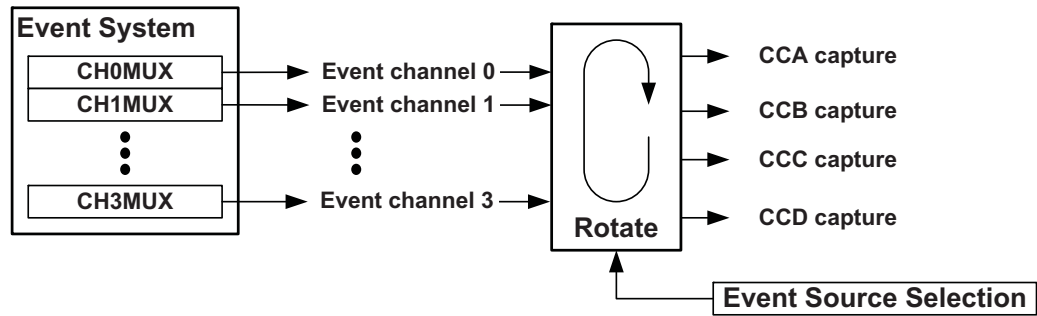 Event System
CH0MUX
CH1MUX
CH3MUX
Event channel 0
Event channel 1
Event channel 3
Rotate
CCA capture
CCB capture
CCC capture
CCD capture
Event Source Selection